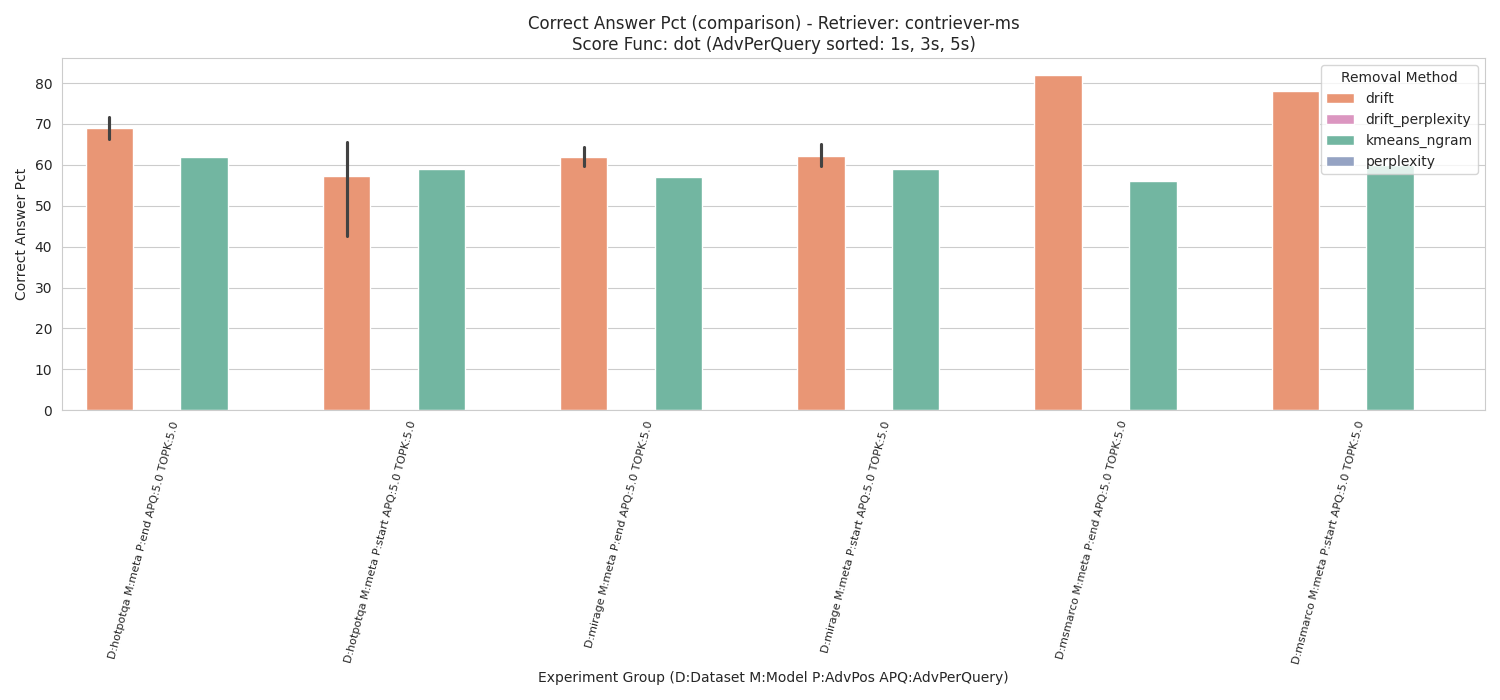 Correct Answer Pct (comparison) - Retriever: contriever-ms
Score Func: dot (AdvPerQuery sorted: 1s, 3s, 5s)
Correct Answer Pct
80
70
60
50
40
30
20
10
0
Removal Method
drift
drift_perplexity
kmeans_ngram
perplexity
D:hotpotqa M:meta P:end APQ:5.0 TOPK:5.0
D:hotpotqa M:meta P:start APQ:5.0 TOPK:5.0
D:mirage M:meta P:end APQ:5.0 TOPK:5.0
D:mirage M:meta P:start APQ:5.0 TOPK:5.0
D:msmarco M:meta P:end APQ:5.0 TOPK:5.0
D:msmarco M:meta P:start APQ:5.0 TOPK:5.0
Experiment Group (D:Dataset M:Model P:AdvPos APQ:AdvPerQuery)